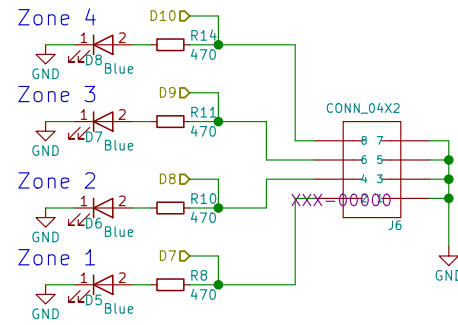 Zone 4
D10
1 2
R14
D8
Blue
470
GND
Zone 3
D9
CONN_04X2
1 2
R11
D7
Blue
470
GND
8 7
6 5
Zone 2
D8
4 3
1 2
R10
XXX-00000
D6
Blue
470
GND
J6
Zone 1
D7
1 2
R8
GND
D5
Blue
470
GND